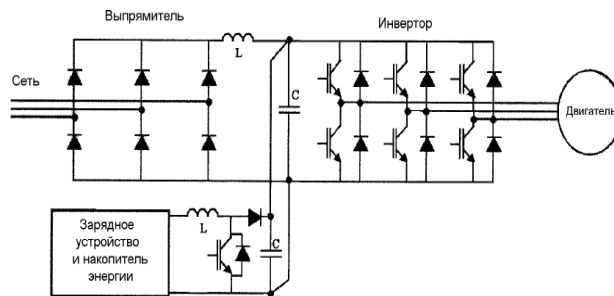 Выпрямитель
Инвертор
L
Сеть
C
Двигатель
L
C
Зарядное
устройство
и накопитель
энергии